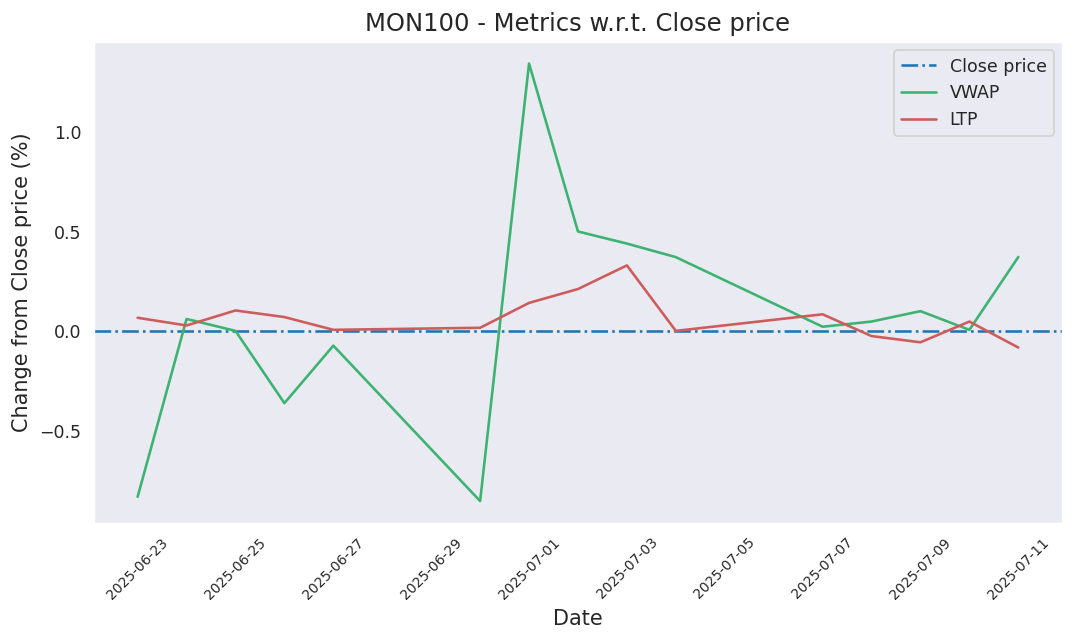 MON100 - Metrics w.r.t. Close price
Close price
VWAP
LTP
Change from Close price (%)
1.0
0.5
0.0
−0.5
2025-06-23
2025-06-25
2025-06-27
2025-06-29
2025-07-01
2025-07-03
2025-07-05
2025-07-07
2025-07-09
2025-07-11
Date